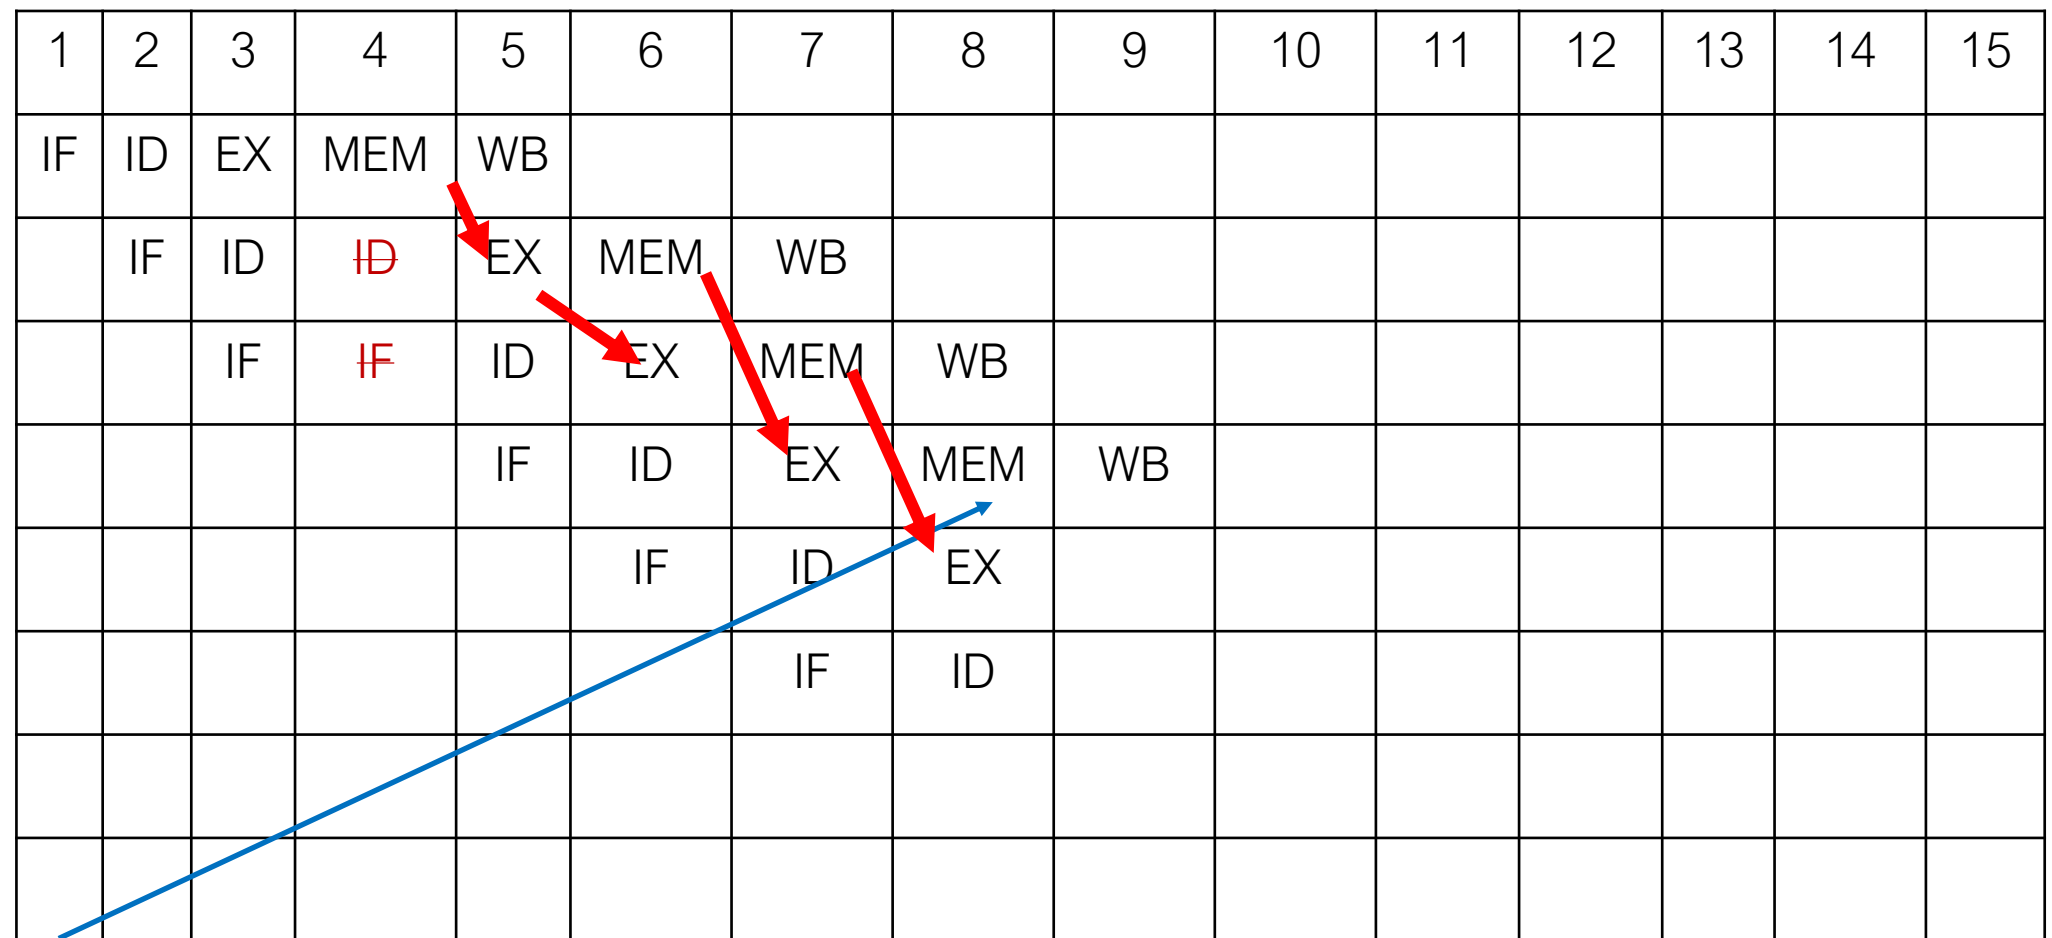 1 2 3 4 5 6 7 8 9 10 11 12 13 14 15
IF ID EX MEM WB
IF ID ID EX MEM WB
IF IF ID EX MEM WB
IF ID EX MEM WB
IF ID EX
IF ID